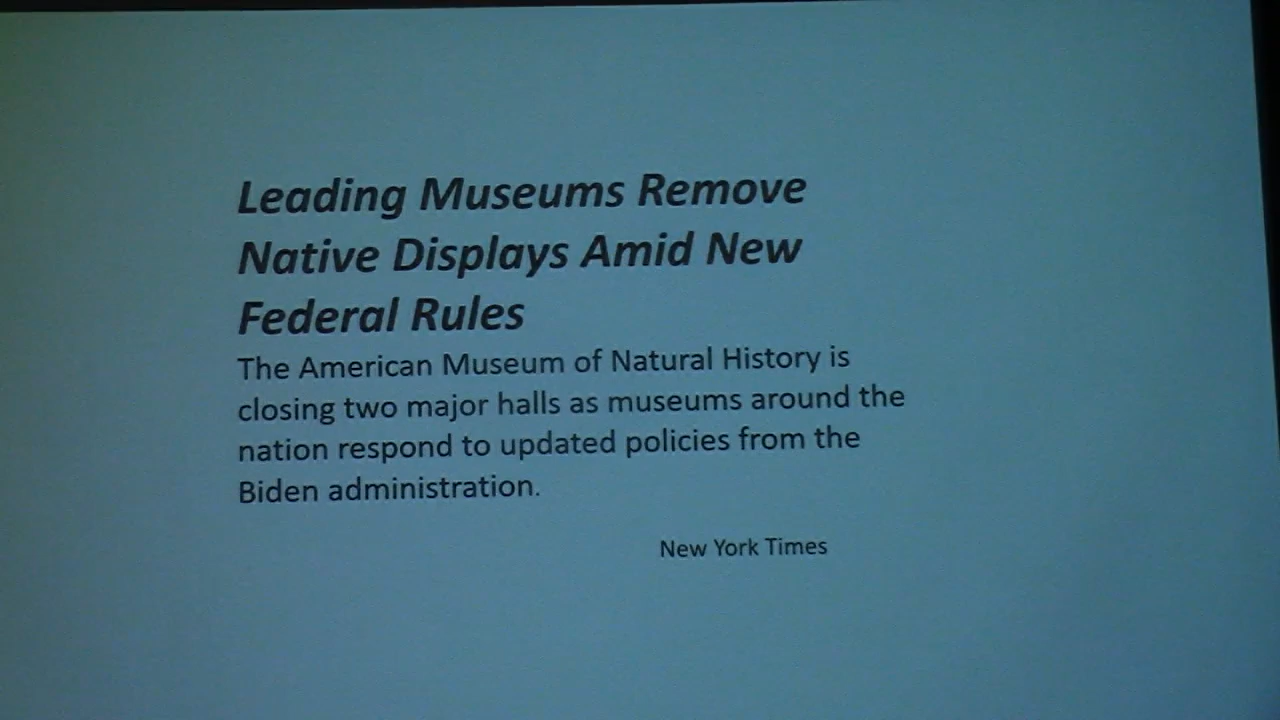 Leading Museums Remove
Native Displays Amid New
Federal Rules
The American Museum of Natural History is
closing two major halls as museums around the
nation respond to updated policies from the
Biden administration.
New York Times